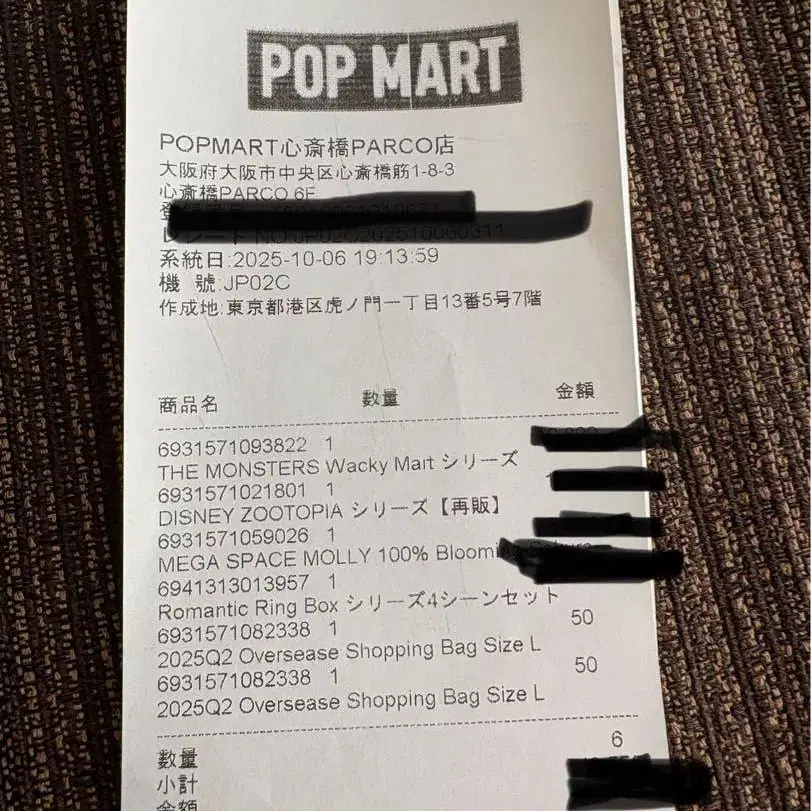 POP MART
POPMART心斎橋PARCO店
大阪府大阪市中央区心斎橋筋1-8-3
心斎橋PARCO 6F
系統日:2025-10-06 19:13:59
機 號:JP02C
作成地:東京都港区虎ノ門一丁目13番5号7階
商品名 数量 金額
6931571093822 1
THE MONSTERS Wacky Mart シリーズ
6931571021801 1
DISNEY ZOOTOPIA シリーズ【再販】
6931571059026 1
MEGA SPACE MOLLY 100%
6941313013957 1
Romantic Ring Box シリーズ4シーンセット
6931571082338 1 50
2025Q2 Oversease Shopping Bag Size L
6931571082338 1 50
2025Q2 Oversease Shopping Bag Size L
数量 6
小計
金額